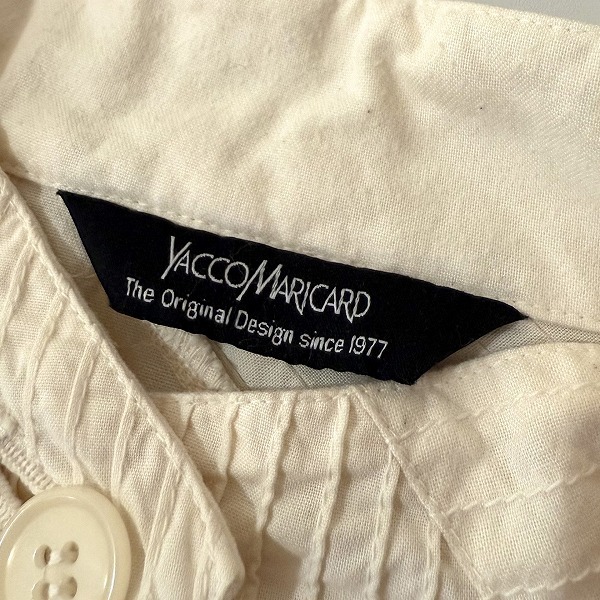 YACCOMARICARD
The Original Design since 1977